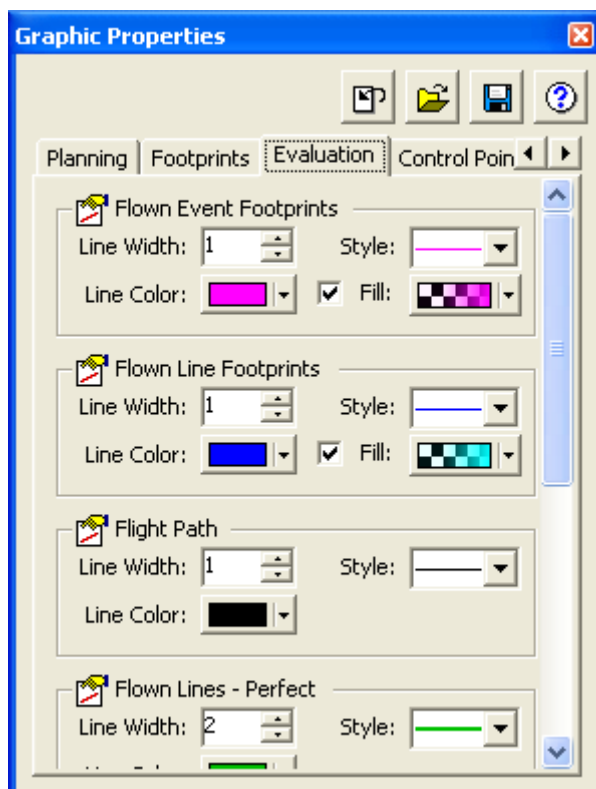 Graphic Properties
Planning Footprints Evaluation Control Poin
Flown Event Footprints
Line Width: 1 Style:
Line Color: Fill:
Flown Line Footprints
Line Width: 1 Style:
Line Color: Fill:
Flight Path
Line Width: 1 Style:
Line Color:
Flown Lines - Perfect
Line Width: 2 Style: